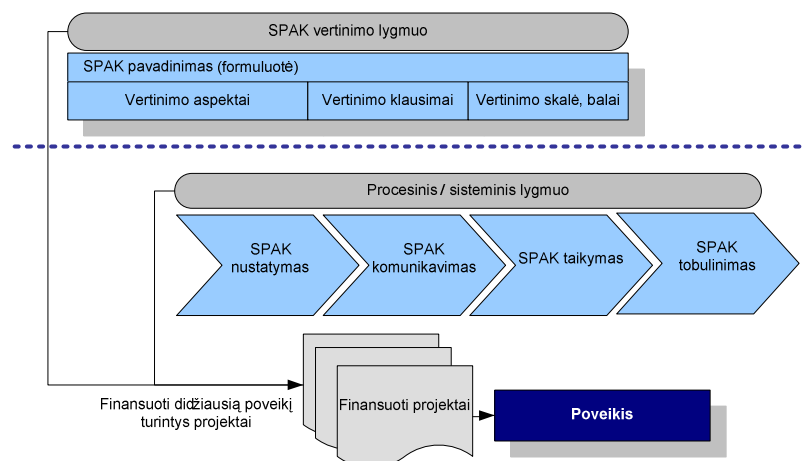 SPAK vertinimo lygmuo
SPAK pavadinimas (formuluotė)
Vertinimo aspektai
Vertinimo klausimai
Vertinimo skalė, balai
Procesinis / sisteminis lygmuo
SPAK
nustatymas
SPAK
komunikavimas
SPAK taikymas
SPAK
tobulinimas
Finansuoti didžiausią poveikį
turintys projektai
Finansuoti projektai
Poveikis